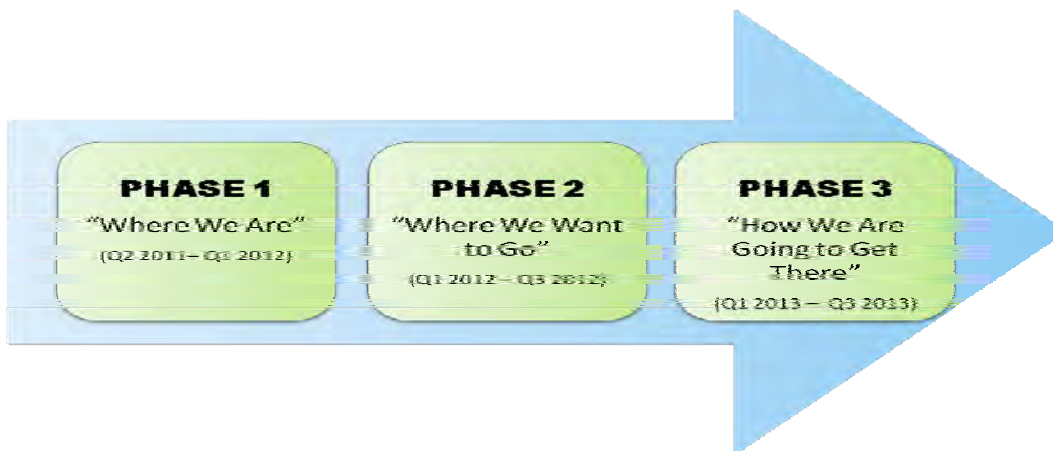 PHASE 1
“Where We Are”
(Q2 2011– Q1 2012)
PHASE 2
“Where We Want
to Go”
(Q1 2012 – Q3 2012)
PHASE 3
“How We Are
Going to Get
There”
(Q1 2013 – Q3 2013)